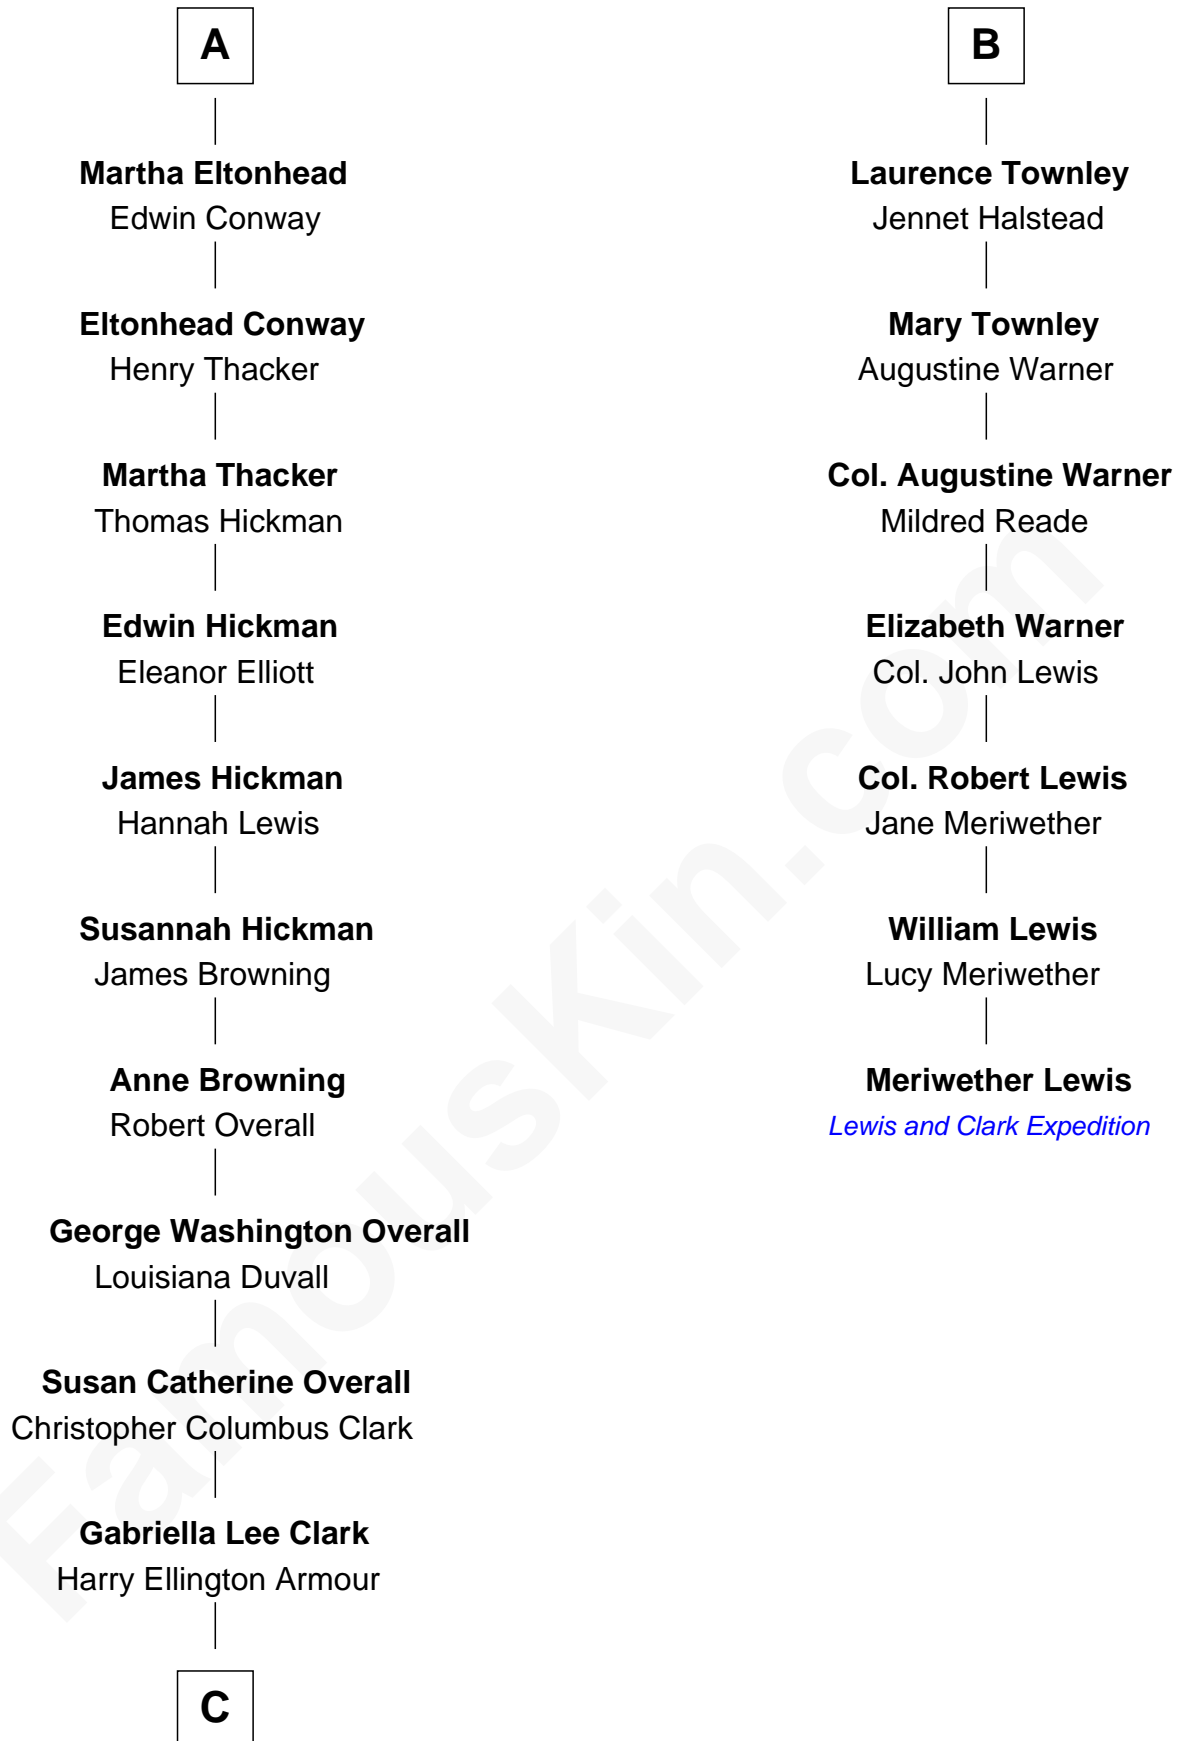 A
Martha Eltonhead
Edwin Conway
Eltonhead Conway
Henry Thacker
Martha Thacker
Thomas Hickman
Edwin Hickman
Eleanor Elliott
James Hickman
Hannah Lewis
Susannah Hickman
James Browning
Anne Browning
Robert Overall
George Washington Overall
Louisiana Duvall
Susan Catherine Overall
Christopher Columbus Clark
Gabriella Lee Clark
Harry Ellington Armour
C
B
Laurence Townley
Jennet Halstead
Mary Townley
Augustine Warner
Col. Augustine Warner
Mildred Reade
Elizabeth Warner
Col. John Lewis
Col. Robert Lewis
Jane Meriwether
William Lewis
Lucy Meriwether
Meriwether Lewis
Lewis and Clark Expedition
FamousKin.com